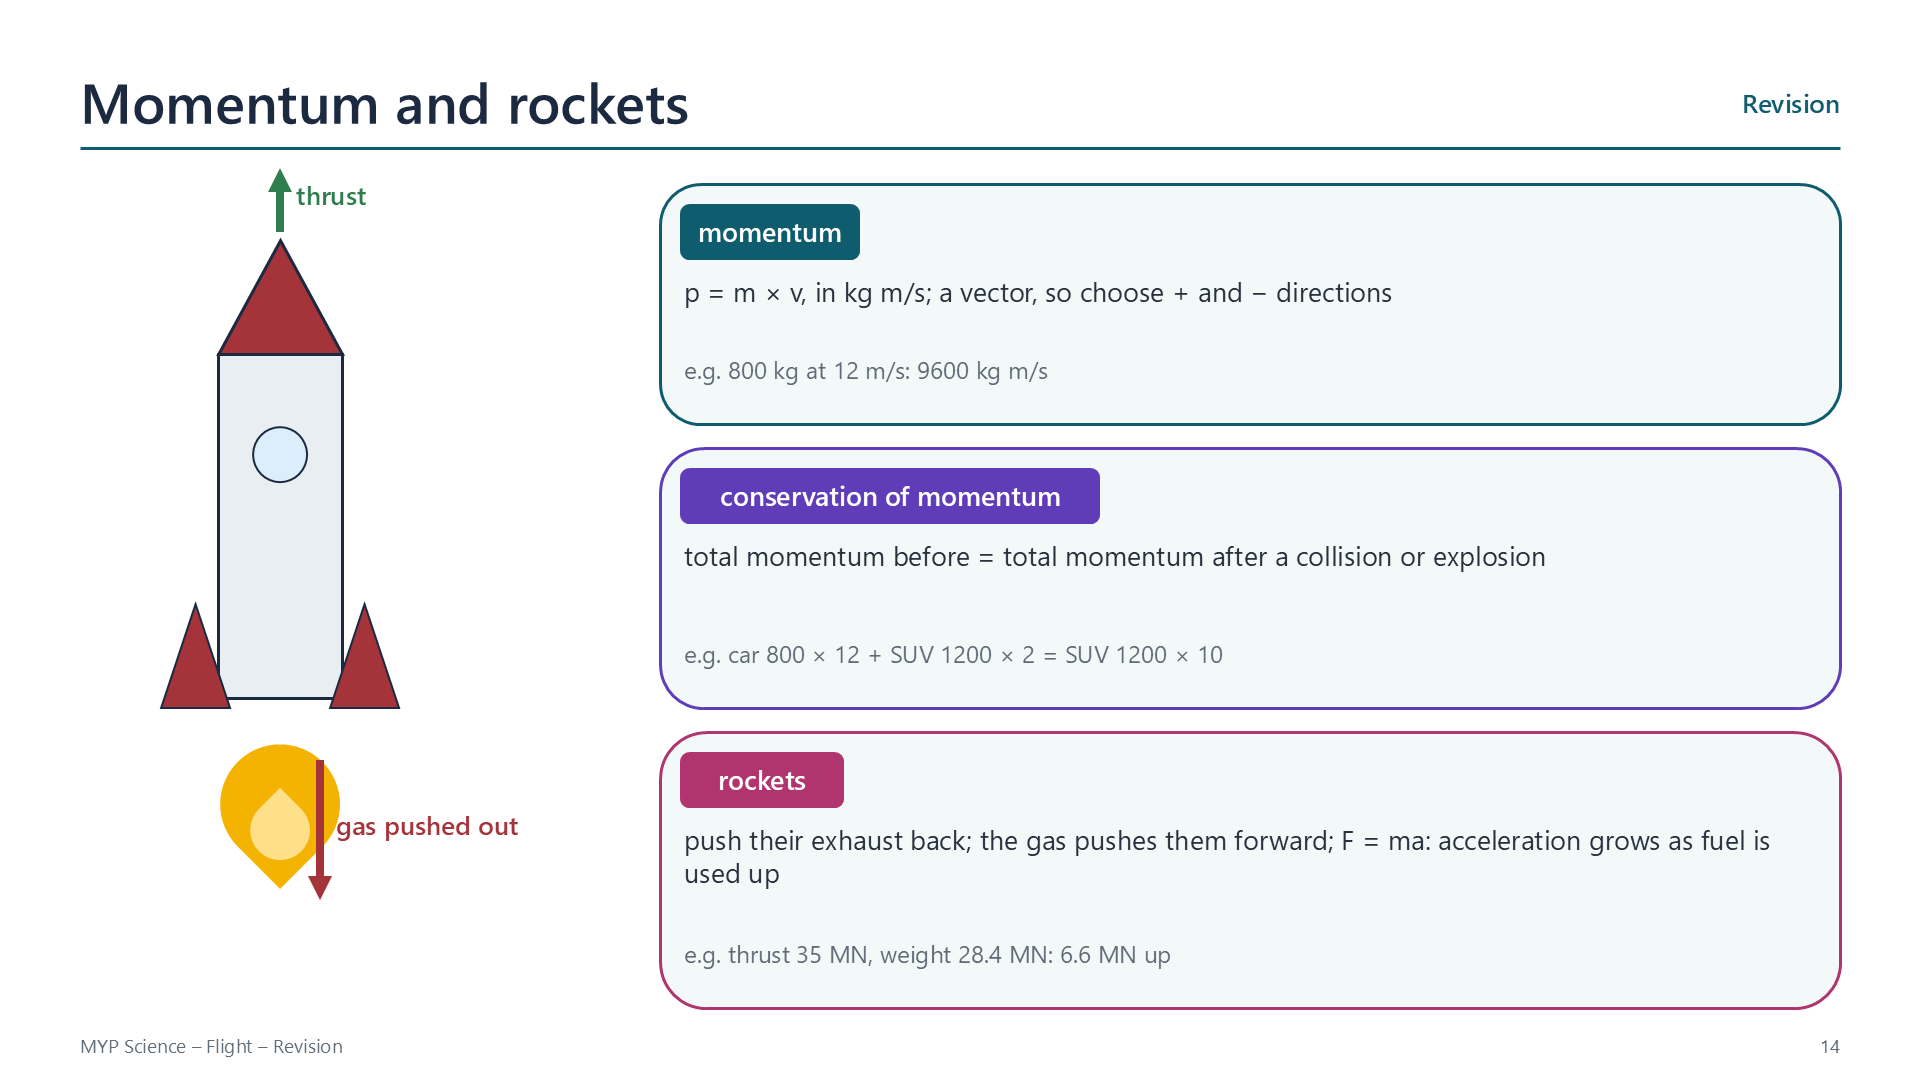 Momentum and rockets
Revision
thrust
gas pushed out
momentum
p = m × v, in kg m/s; a vector, so choose + and − directions
e.g. 800 kg at 12 m/s: 9600 kg m/s
conservation of momentum
total momentum before = total momentum after a collision or explosion
e.g. car 800 × 12 + SUV 1200 × 2 = SUV 1200 × 10
rockets
push their exhaust back; the gas pushes them forward; F = ma: acceleration grows as fuel is
used up
e.g. thrust 35 MN, weight 28.4 MN: 6.6 MN up
MYP Science – Flight – Revision
14